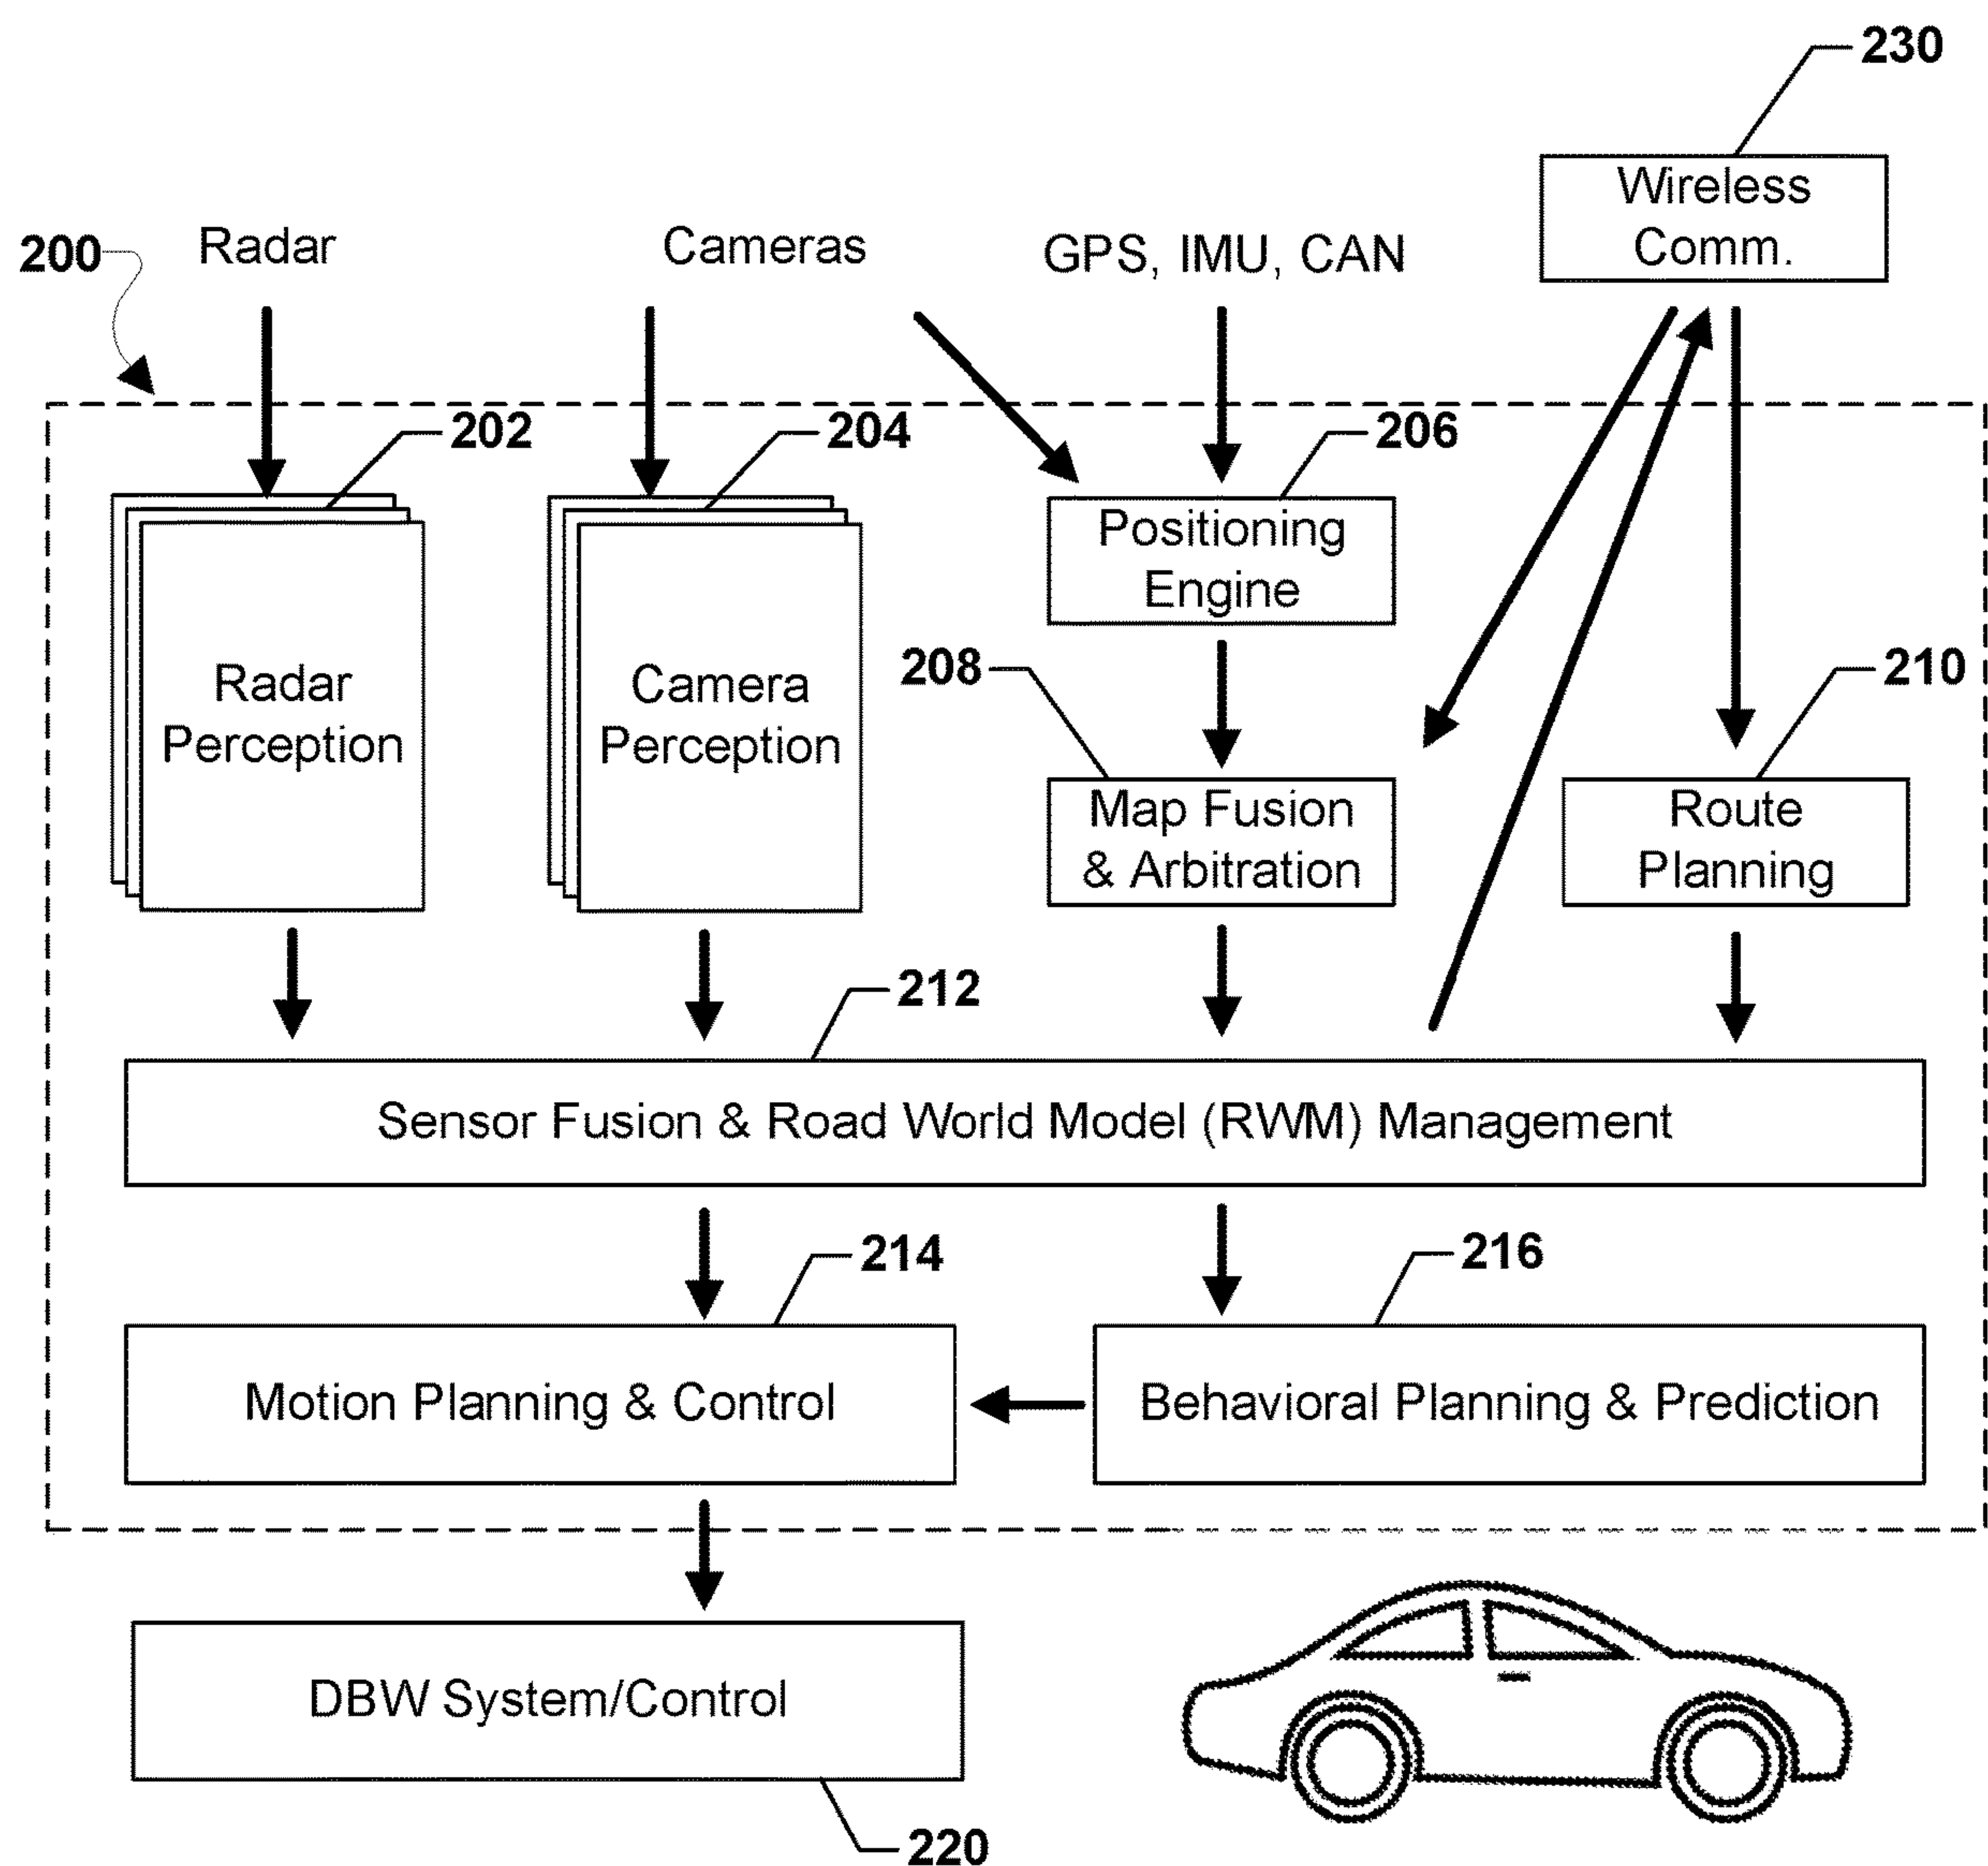 230
Wireless
Comm.
200
Radar
Cameras
GPS, IMU, CAN
202
204
206
Radar
Perception
Camera
Perception
Positioning
Engine
208
210
Map Fusion
& Arbitration
Route
Planning
212
Sensor Fusion & Road World Model (RWM) Management
214
216
Motion Planning & Control
Behavioral Planning & Prediction
DBW System/Control
220